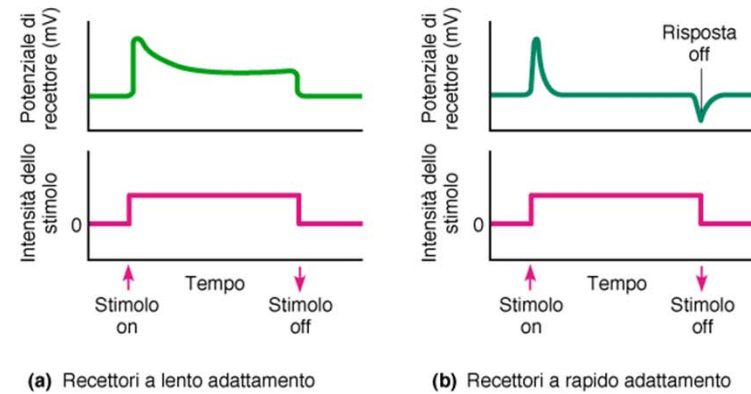 Potenziale di
recettore (mV)
Intensità dello
stimolo
0
Tempo
Stimolo
on
Stimolo
off
(a) Recettori a lento adattamento
Potenziale di
recettore (mV)
Risposta
off
Intensità dello
stimolo
0
Tempo
Stimolo
on
Stimolo
off
(b) Recettori a rapido adattamento